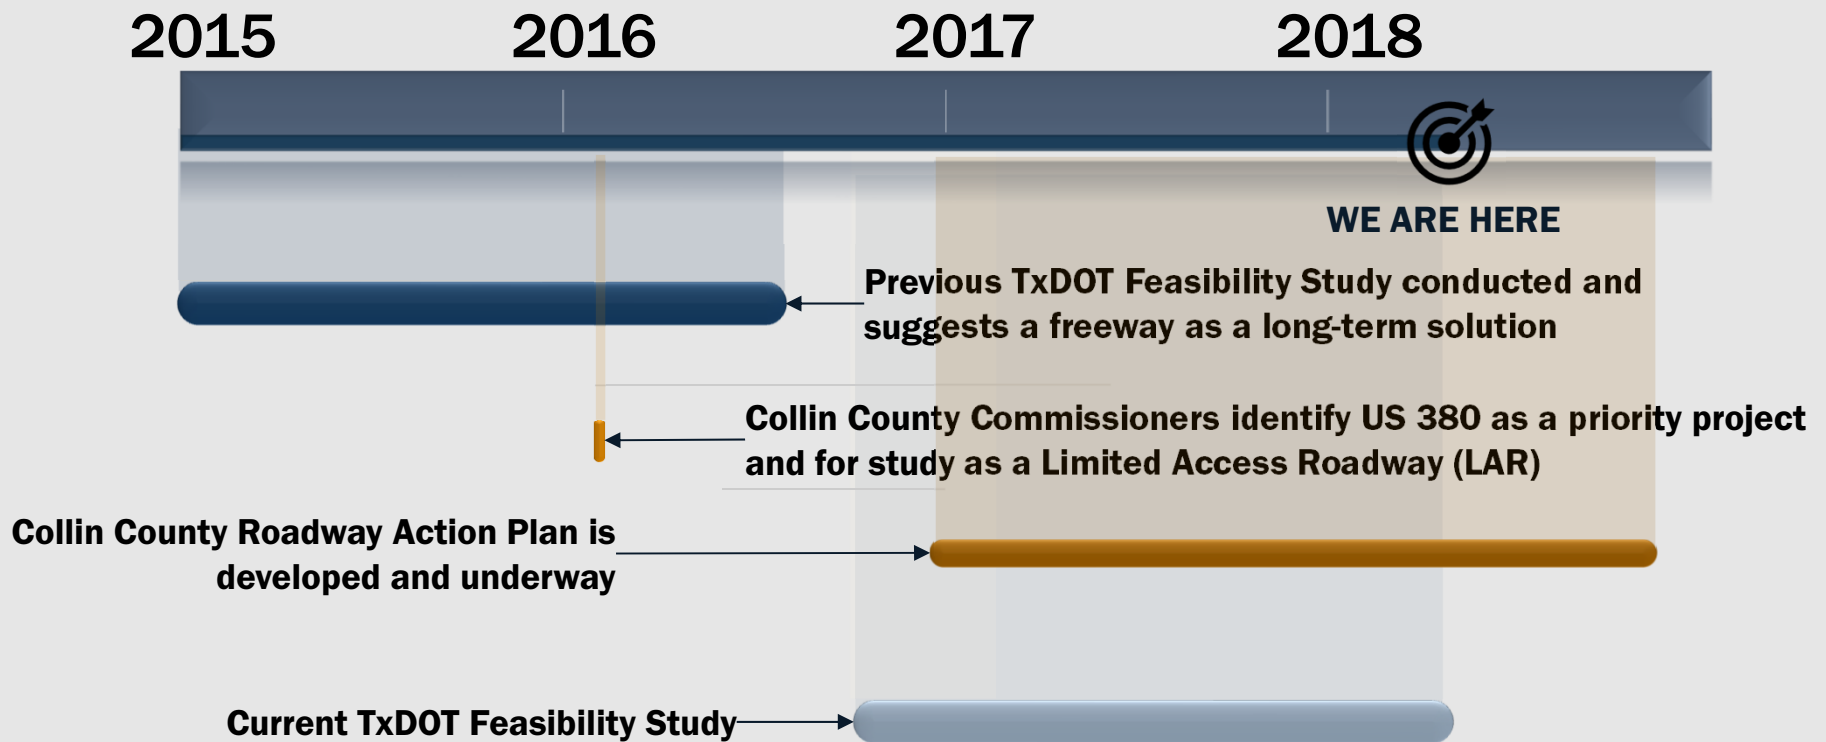 2015 2016 2017 2018
WE ARE HERE
Previous TxDOT Feasibility Study conducted and
suggests a freeway as a long-term solution
Collin County Commissioners identify US 380 as a priority project
and for study as a Limited Access Roadway (LAR)
Collin County Roadway Action Plan is
developed and underway
Current TxDOT Feasibility Study